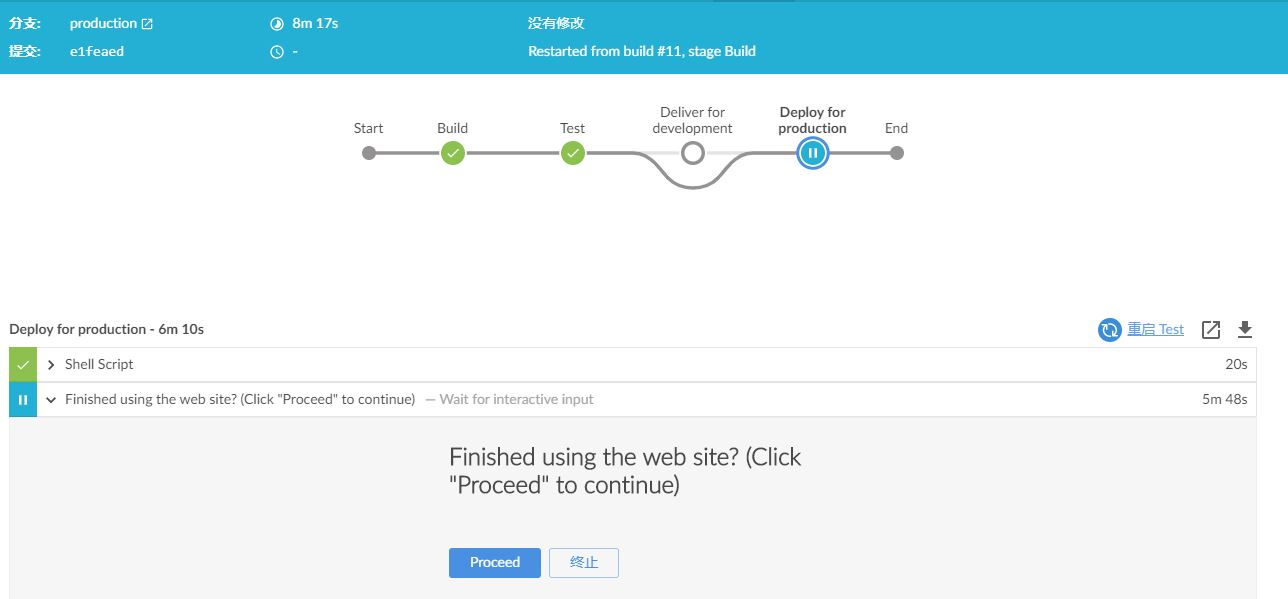 分支: production 8m 17s 没有修改
提交: e1feaed - Restarted from build #11, stage Build
Start
Build
Test
Deliver for
development
Deploy for
production
End
Deploy for production - 6m 10s 重启 Test
Shell Script 20s
Finished using the web site? (Click "Proceed" to continue) — Wait for interactive input 5m 48s
Finished using the web site? (Click
"Proceed" to continue)
Proceed 终止